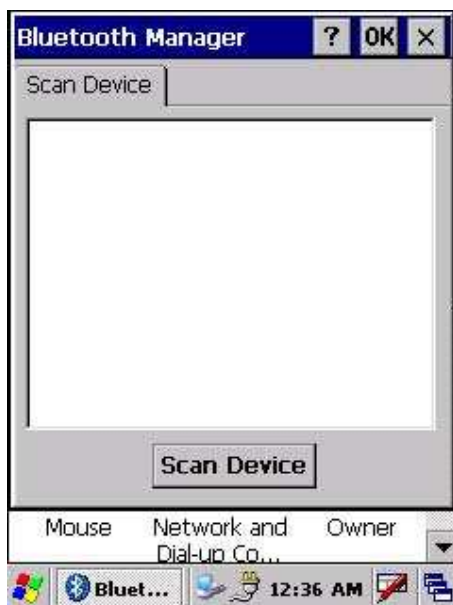 Bluetooth Manager ? OK ×
Scan Device
Scan Device
Mouse Network and Owner
Dial-up Co...
Bluet... 12:36 AM